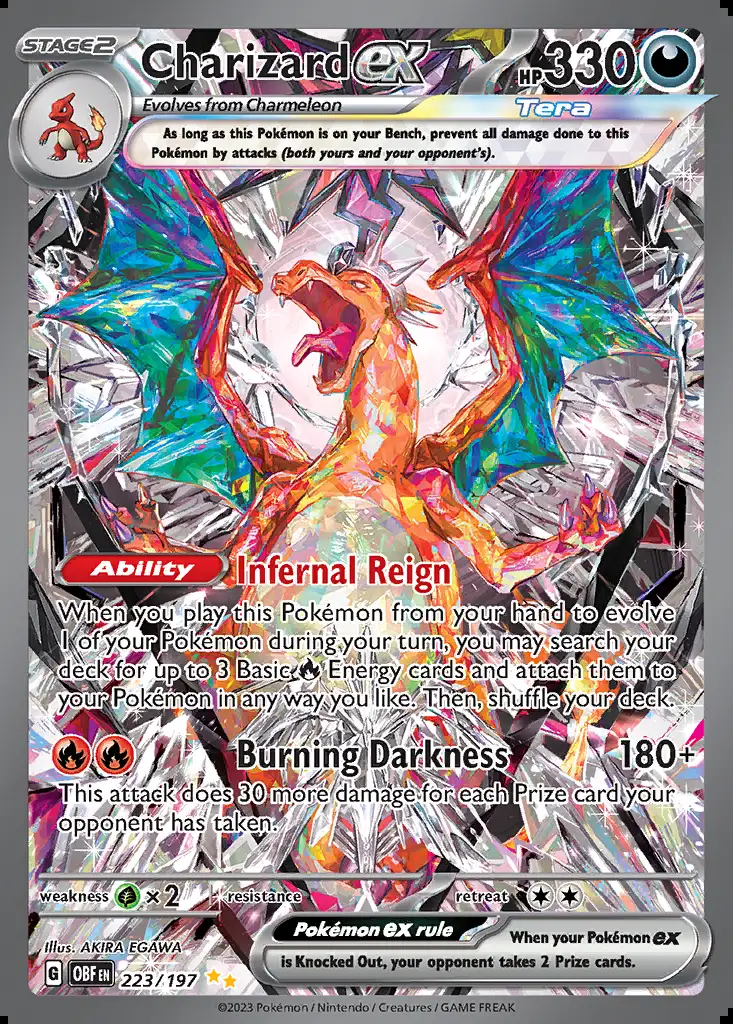 STAGE2
Charizard ex
HP 330
Evolves from Charmeleon
Tera
As long as this Pokémon is on your Bench, prevent all damage done to this
Pokémon by attacks (both yours and your opponent's).
Ability Infernal Reign
When you play this Pokémon from your hand to evolve
1 of your Pokémon during your turn, you may search your
deck for up to 3 Basic Energy cards and attach them to
your Pokémon in any way you like. Then, shuffle your deck.
Burning Darkness 180+
This attack does 30 more damage for each Prize card your
opponent has taken.
weakness ×2 resistance retreat
Illus. AKIRA EGAWA
Pokémon ex rule
When your Pokémon ex
is Knocked Out, your opponent takes 2 Prize cards.
G OBF EN 223/197
©2023 Pokémon / Nintendo / Creatures / GAME FREAK